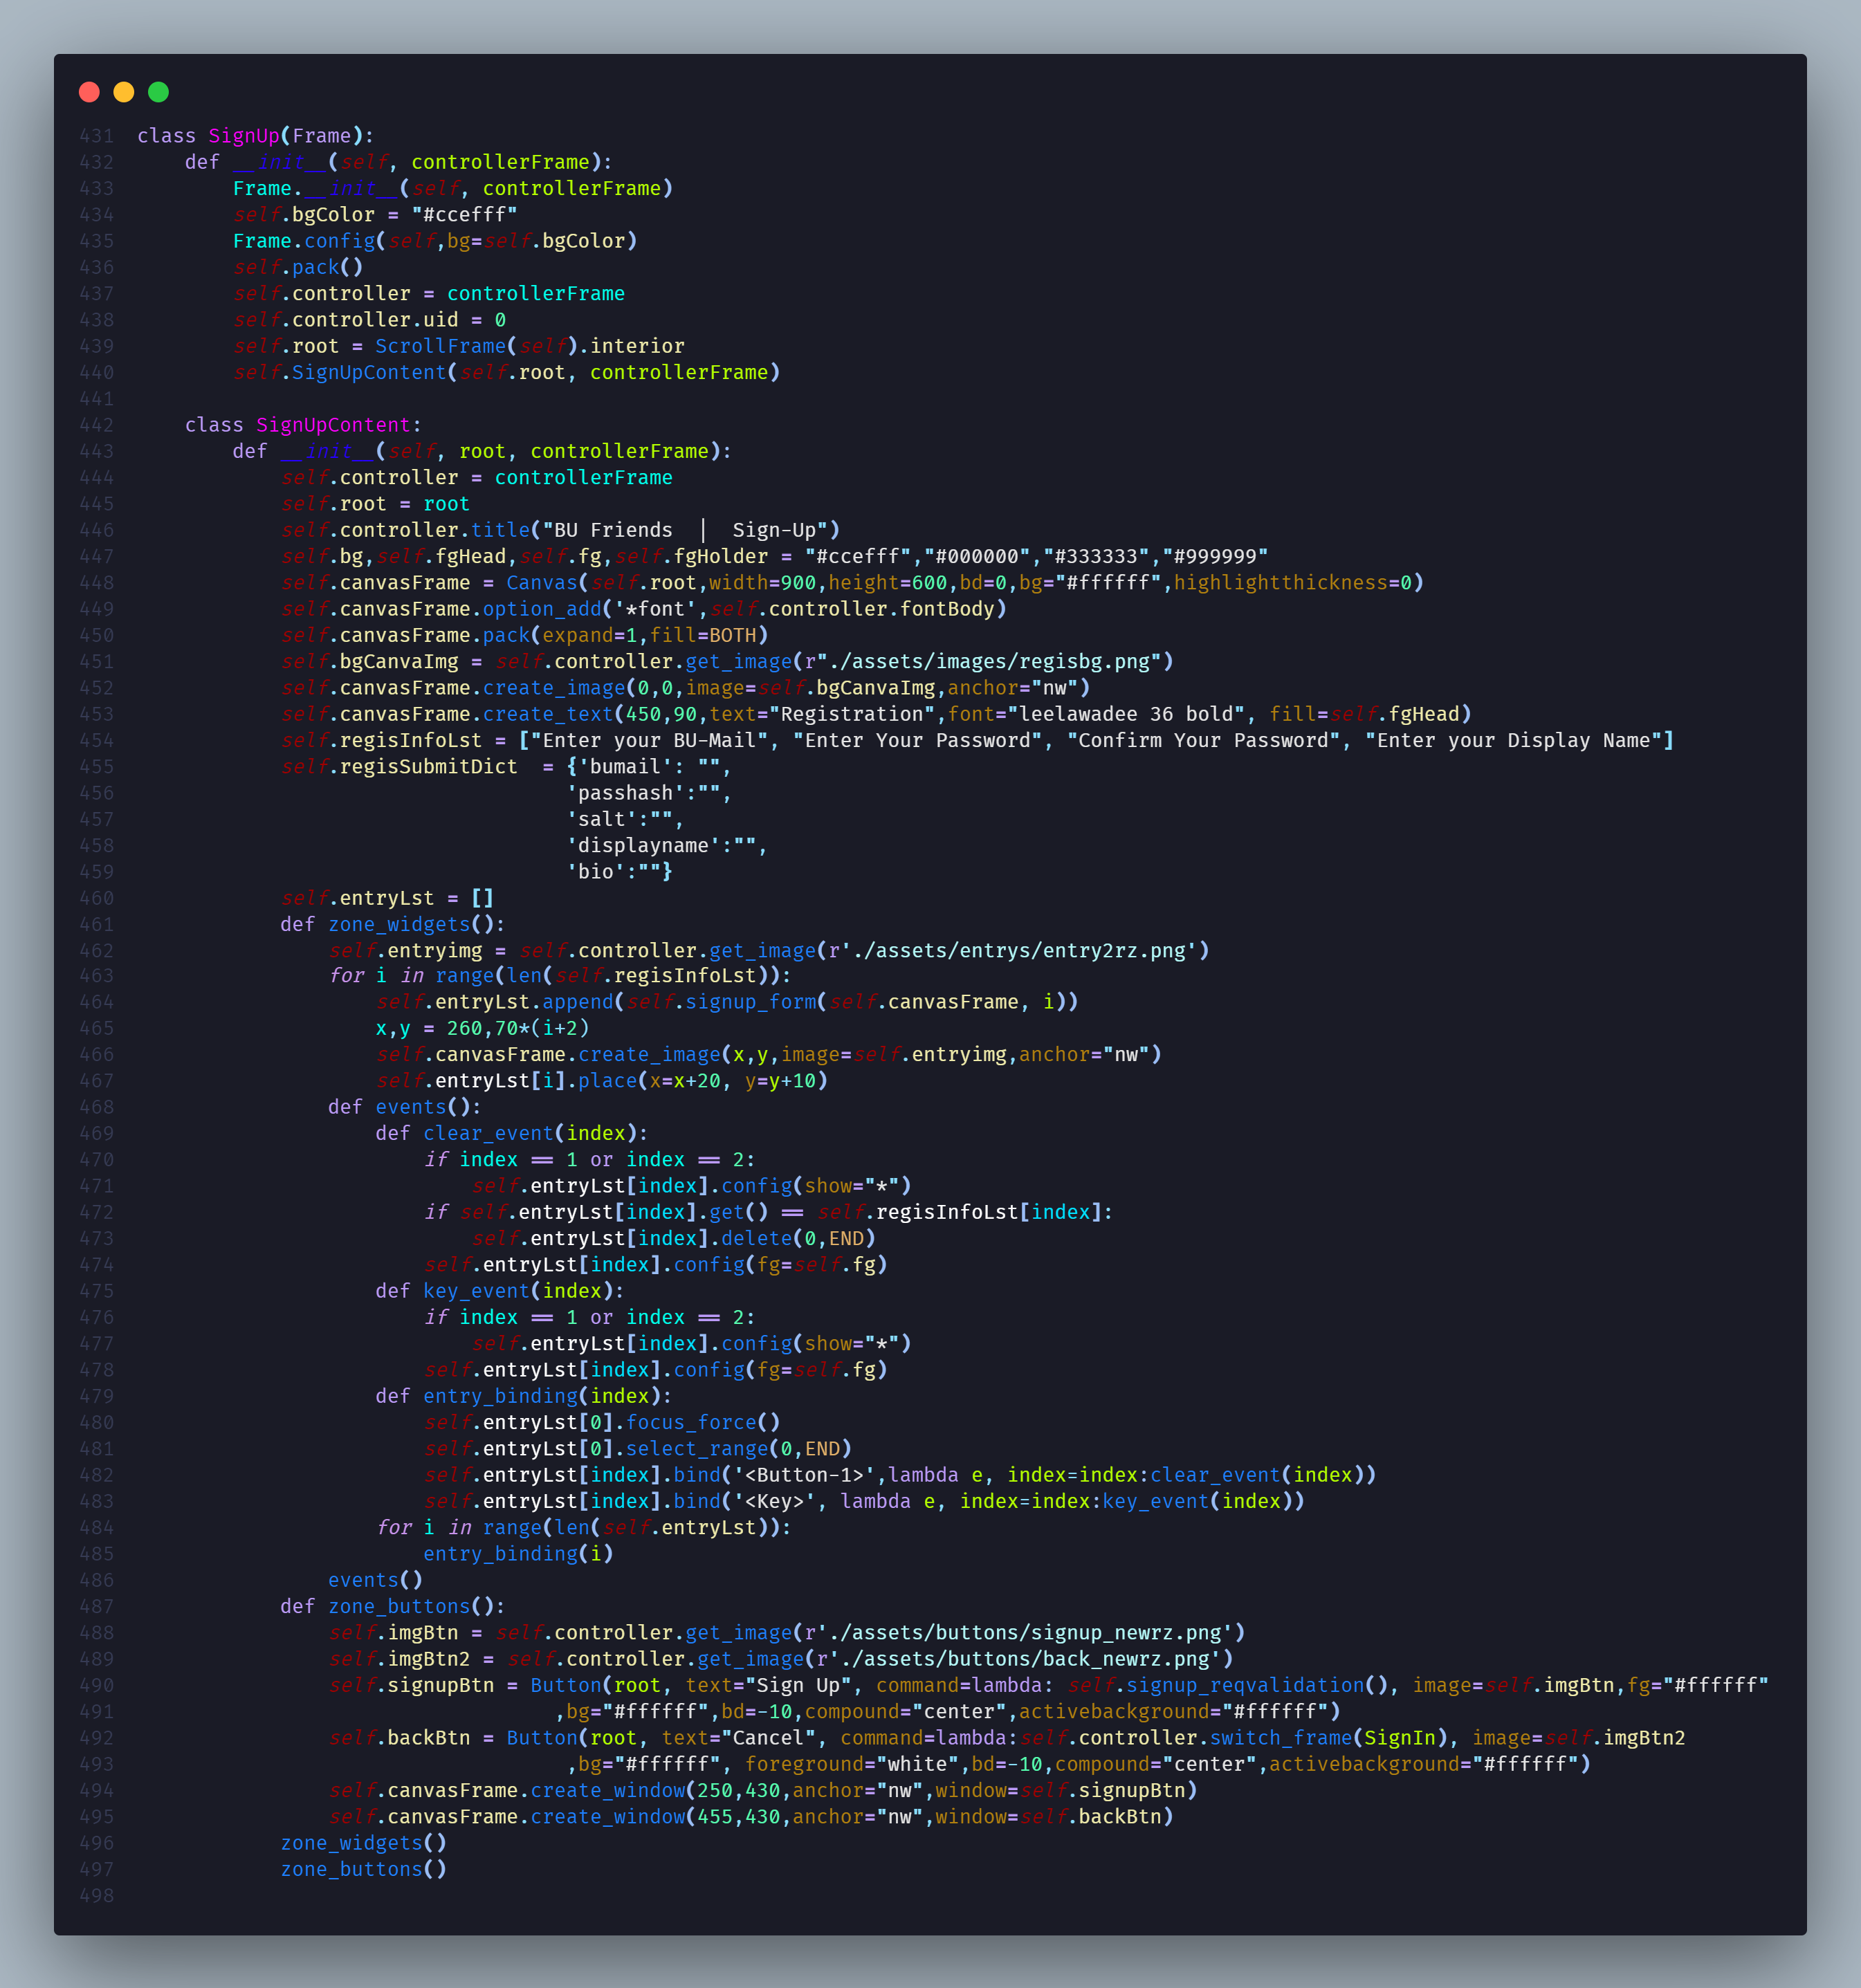 431 class SignUp(Frame):
432     def __init__(self, controllerFrame):
433         Frame.__init__(self, controllerFrame)
434         self.bgColor = "#ccefff"
435         Frame.config(self,bg=self.bgColor)
436         self.pack()
437         self.controller = controllerFrame
438         self.controller.uid = 0
439         self.root = ScrollFrame(self).interior
440         self.SignUpContent(self.root, controllerFrame)
441
442     class SignUpContent:
443         def __init__(self, root, controllerFrame):
444             self.controller = controllerFrame
445             self.root = root
446             self.controller.title("BU Friends  |  Sign-Up")
447             self.bg,self.fgHead,self.fg,self.fgHolder = "#ccefff","#000000","#333333","#999999"
448             self.canvasFrame = Canvas(self.root,width=900,height=600,bd=0,bg="#ffffff",highlightthickness=0)
449             self.canvasFrame.option_add('*font',self.controller.fontBody)
450             self.canvasFrame.pack(expand=1,fill=BOTH)
451             self.bgCanvaImg = self.controller.get_image(r"./assets/images/regisbg.png")
452             self.canvasFrame.create_image(0,0,image=self.bgCanvaImg,anchor="nw")
453             self.canvasFrame.create_text(450,90,text="Registration",font="leelawadee 36 bold", fill=self.fgHead)
454             self.regisInfoLst = ["Enter your BU-Mail", "Enter Your Password", "Confirm Your Password", "Enter your Display Name"]
455             self.regisSubmitDict  = {'bumail': "",
456                                     'passhash':"",
457                                     'salt':"",
458                                     'displayname':"",
459                                     'bio':""}
460             self.entryLst = []
461             def zone_widgets():
462                 self.entryimg = self.controller.get_image(r'./assets/entrys/entry2rz.png')
463                 for i in range(len(self.regisInfoLst)):
464                     self.entryLst.append(self.signup_form(self.canvasFrame, i))
465                     x,y = 260,70*(i+2)
466                     self.canvasFrame.create_image(x,y,image=self.entryimg,anchor="nw")
467                     self.entryLst[i].place(x=x+20, y=y+10)
468                 def events():
469                     def clear_event(index):
470                         if index == 1 or index == 2:
471                             self.entryLst[index].config(show="*")
472                         if self.entryLst[index].get() == self.regisInfoLst[index]:
473                             self.entryLst[index].delete(0,END)
474                         self.entryLst[index].config(fg=self.fg)
475                     def key_event(index):
476                         if index == 1 or index == 2:
477                             self.entryLst[index].config(show="*")
478                         self.entryLst[index].config(fg=self.fg)
479                     def entry_binding(index):
480                         self.entryLst[0].focus_force()
481                         self.entryLst[0].select_range(0,END)
482                         self.entryLst[index].bind('<Button-1>',lambda e, index=index:clear_event(index))
483                         self.entryLst[index].bind('<Key>', lambda e, index=index:key_event(index))
484                     for i in range(len(self.entryLst)):
485                         entry_binding(i)
486                 events()
487             def zone_buttons():
488                 self.imgBtn = self.controller.get_image(r'./assets/buttons/signup_newrz.png')
489                 self.imgBtn2 = self.controller.get_image(r'./assets/buttons/back_newrz.png')
490                 self.signupBtn = Button(root, text="Sign Up", command=lambda: self.signup_reqvalidation(), image=self.imgBtn,fg="#ffffff"
491                                    ,bg="#ffffff",bd=-10,compound="center",activebackground="#ffffff")
492                 self.backBtn = Button(root, text="Cancel", command=lambda:self.controller.switch_frame(SignIn), image=self.imgBtn2
493                                     ,bg="#ffffff", foreground="white",bd=-10,compound="center",activebackground="#ffffff")
494                 self.canvasFrame.create_window(250,430,anchor="nw",window=self.signupBtn)
495                 self.canvasFrame.create_window(455,430,anchor="nw",window=self.backBtn)
496             zone_widgets()
497             zone_buttons()
498